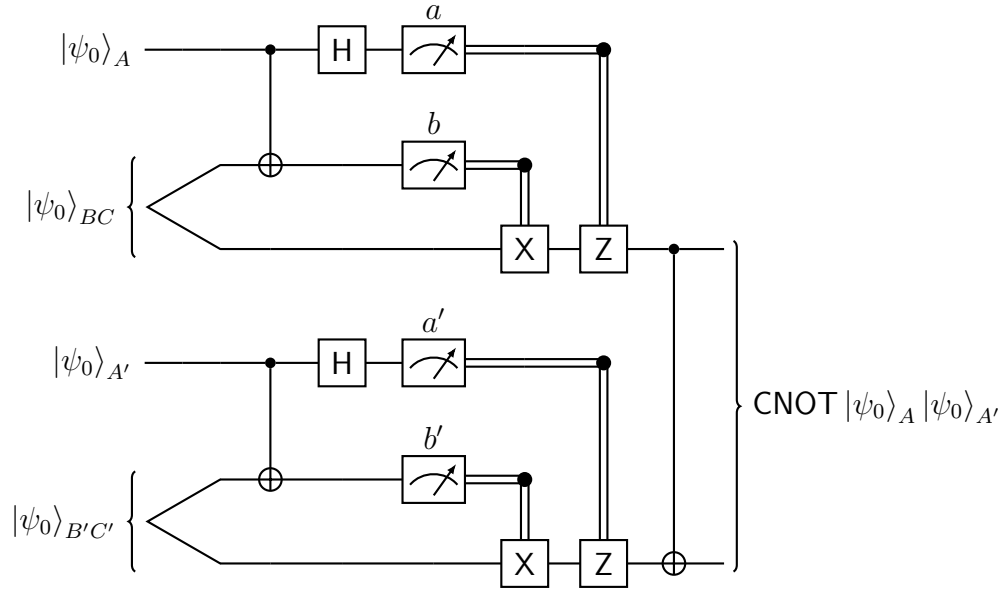 |ψ₀⟩_A H a
b
|ψ₀⟩_BC
X Z
|ψ₀⟩_A′ H a′
CNOT |ψ₀⟩_A |ψ₀⟩_A′
b′
|ψ₀⟩_B′C′
X Z